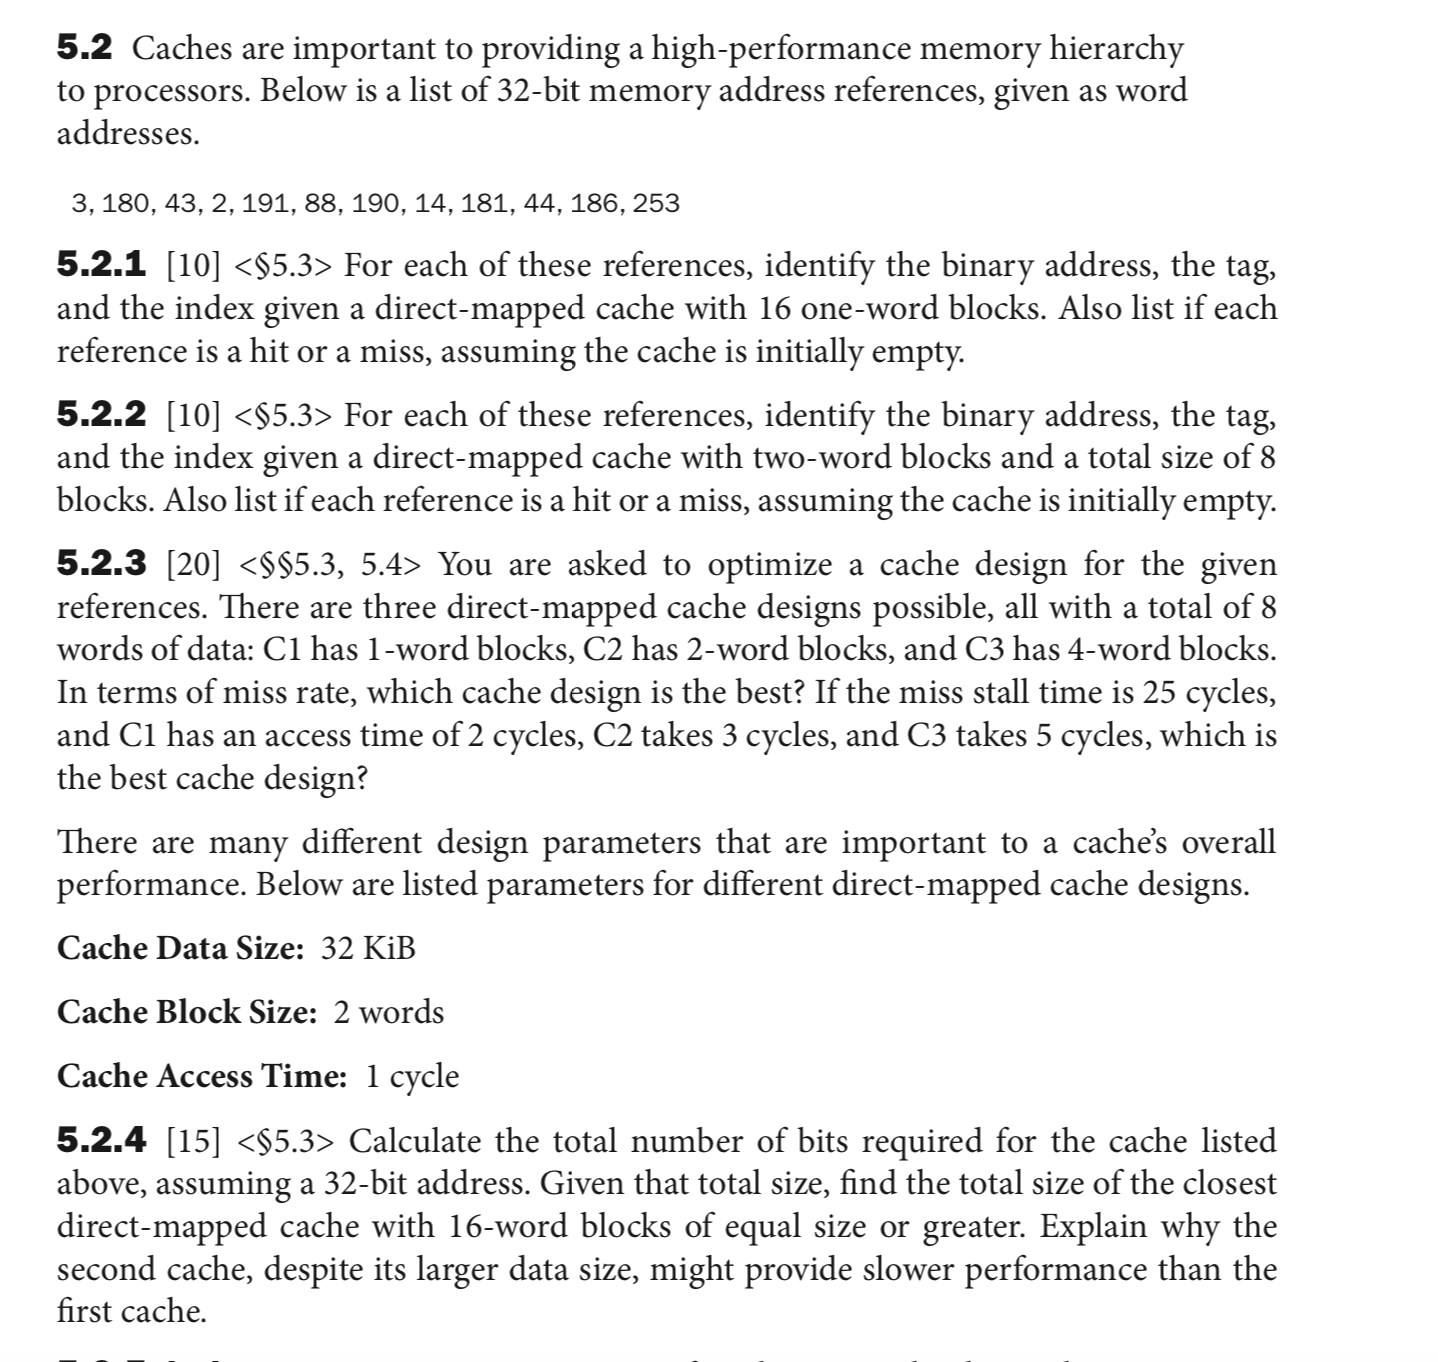 5.2 Caches are important to providing a high-performance memory hierarchy
to processors. Below is a list of 32-bit memory address references, given as word
addresses.
3, 180, 43, 2, 191, 88, 190, 14, 181, 44, 186, 253
5.2.1 [10] <§5.3> For each of these references, identify the binary address, the tag,
and the index given a direct-mapped cache with 16 one-word blocks. Also list if each
reference is a hit or a miss, assuming the cache is initially empty.
5.2.2 [10] <§5.3> For each of these references, identify the binary address, the tag,
and the index given a direct-mapped cache with two-word blocks and a total size of 8
blocks. Also list if each reference is a hit or a miss, assuming the cache is initially empty.
5.2.3 [20] <§§5.3, 5.4> You are asked to optimize a cache design for the given
references. There are three direct-mapped cache designs possible, all with a total of 8
words of data: C1 has 1-word blocks, C2 has 2-word blocks, and C3 has 4-word blocks.
In terms of miss rate, which cache design is the best? If the miss stall time is 25 cycles,
and C1 has an access time of 2 cycles, C2 takes 3 cycles, and C3 takes 5 cycles, which is
the best cache design?
There are many different design parameters that are important to a cache’s overall
performance. Below are listed parameters for different direct-mapped cache designs.
Cache Data Size: 32 KiB
Cache Block Size: 2 words
Cache Access Time: 1 cycle
5.2.4 [15] <§5.3> Calculate the total number of bits required for the cache listed
above, assuming a 32-bit address. Given that total size, find the total size of the closest
direct-mapped cache with 16-word blocks of equal size or greater. Explain why the
second cache, despite its larger data size, might provide slower performance than the
first cache.